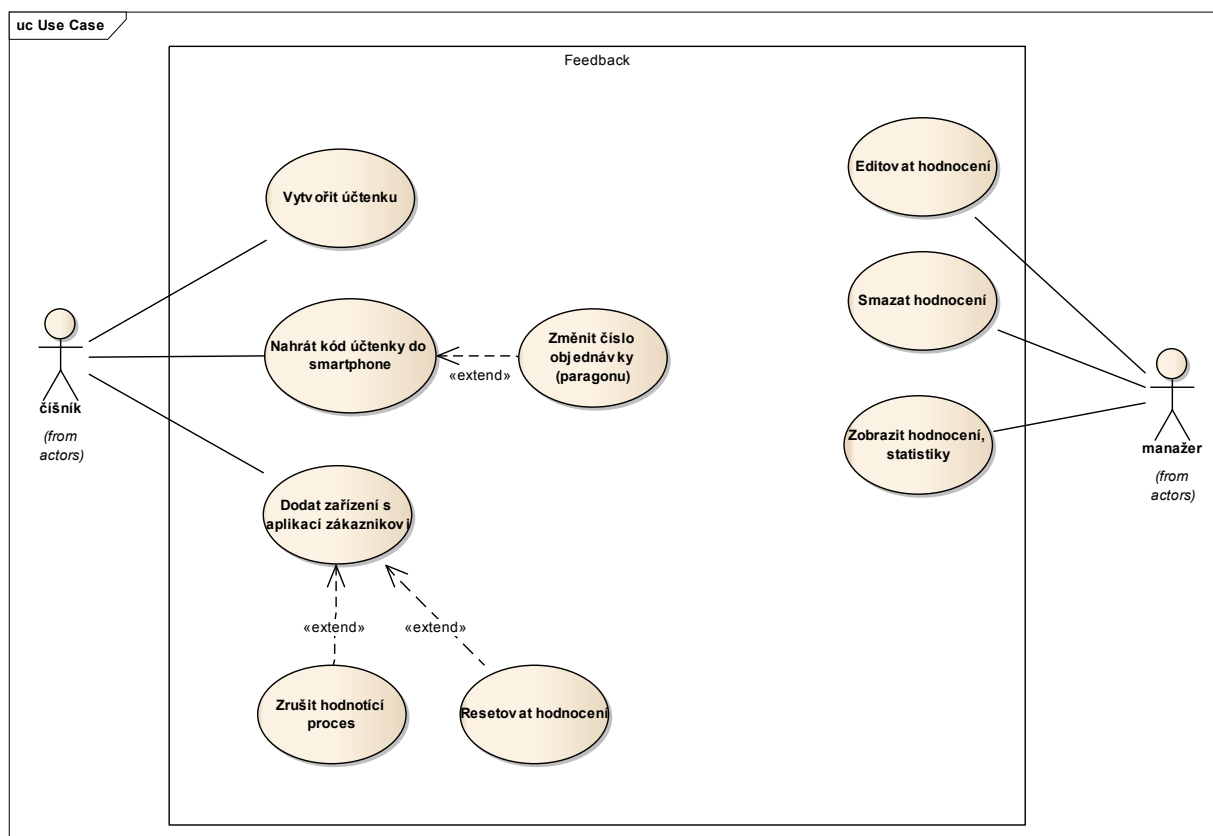 uc Use Case
Feedback
Vytvořit účtenku
Nahrát kód účtenky do
smartphone
«extend»
Změnit číslo
objednávky
(paragonu)
číšník
(from
actors)
Dodat zařízení s
aplikací zákaznikovi
«extend»
«extend»
Zrušit hodnotící
proces
Resetovat hodnocení
Editovat hodnocení
Smazat hodnocení
Zobrazit hodnocení,
statistiky
manažer
(from
actors)